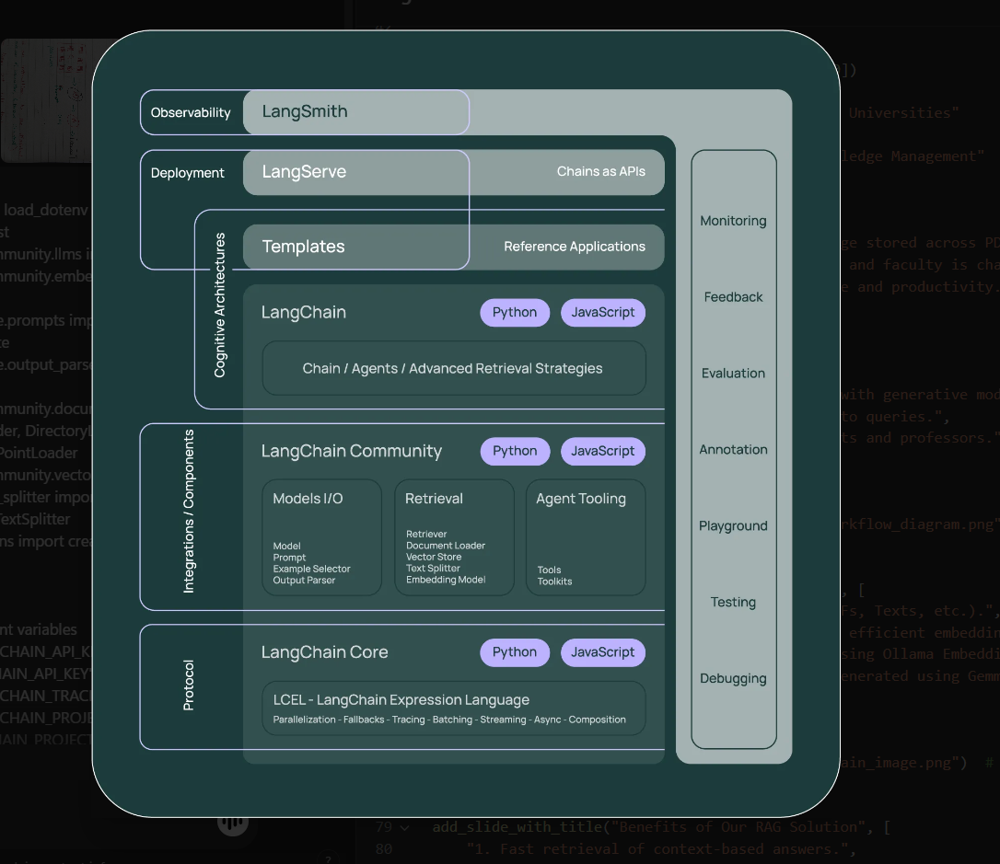 Observability
LangSmith
Deployment
LangServe
Chains as APIs
Cognitive Architectures
Templates
Reference Applications
LangChain
Python
JavaScript
Chain / Agents / Advanced Retrieval Strategies
Integrations / Components
LangChain Community
Python
JavaScript
Models I/O
Model
Prompt
Example Selector
Output Parser
Retrieval
Retriever
Document Loader
Vector Store
Text Splitter
Embedding Model
Agent Tooling
Tools
Toolkits
Protocol
LangChain Core
Python
JavaScript
LCEL - LangChain Expression Language
Parallelization - Fallbacks - Tracing - Batching - Streaming - Async - Composition
Monitoring
Feedback
Evaluation
Annotation
Playground
Testing
Debugging
load_dotenv
st
mmunity.llms i
mmunity.embe
e.prompts imp
te
e.output_parse
mmunity.docu
der, DirectoryL
PointLoader
mmunity.vecto
_splitter impor
TextSplitter
ns import crea
nt variables
CHAIN_API_K
HAIN_API_KEY
CHAIN_TRAC
CHAIN_PROJE
HAIN_PROJECT
])
Universities"
ledge Management"
ge stored across PD
and faculty is cha
e and productivity.
with generative mod
to queries.",
ts and professors."
rkflow_diagram.png"
, [
Fs, Texts, etc.).",
efficient embeddin
sing Ollama Embeddi
enerated using Gemm
ain_image.png") #
79 add_slide_with_title("Benefits of Our RAG Solution", [
80 "1. Fast retrieval of context-based answers.",